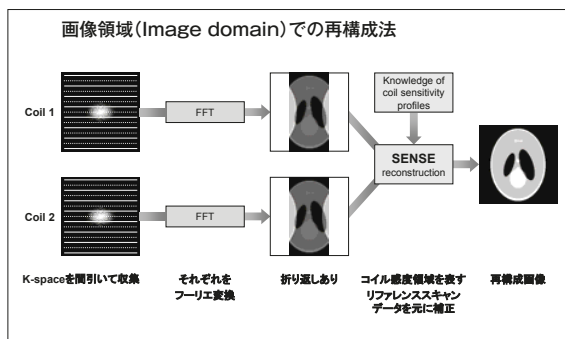 画像領域(Image domain)での再構成法
Knowledge of
coil sensitivity
profiles
Coil 1
FFT
SENSE
reconstruction
Coil 2
FFT
K-spaceを間引いて収集
それぞれを
フーリエ変換
折り返しあり
コイル感度領域を表す
リファレンススキャン
データを元に補正
再構成画像